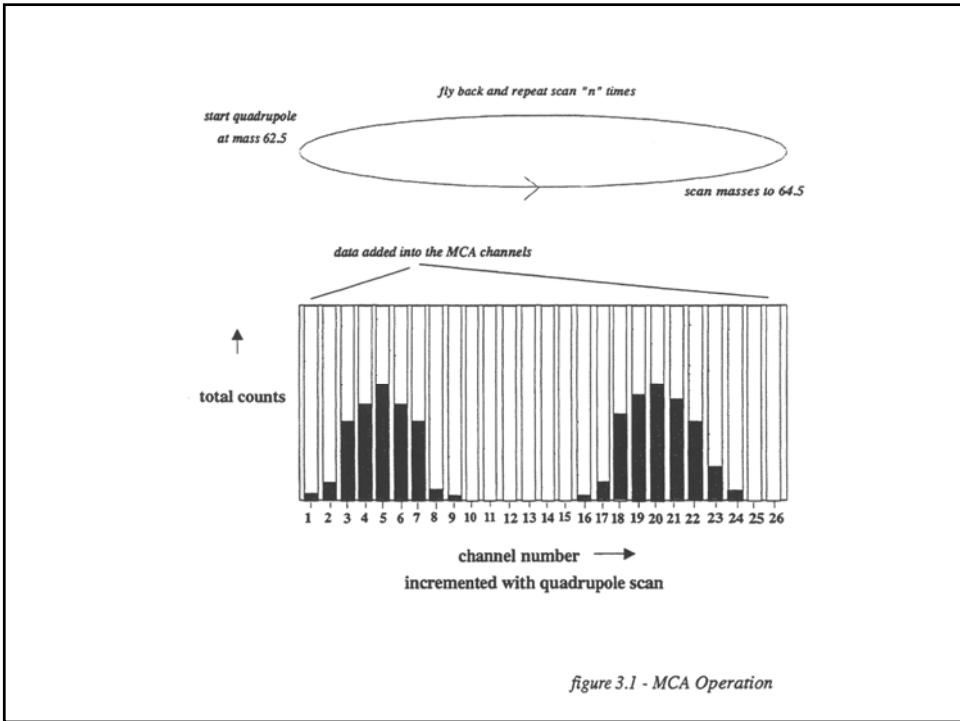 fly back and repeat scan "n" times
start quadrupole
at mass 62.5
scan masses to 64.5
data added into the MCA channels
total counts
1 2 3 4 5 6 7 8 9 10 11 12 13 14 15 16 17 18 19 20 21 22 23 24 25 26
channel number
incremented with quadrupole scan
figure 3.1 - MCA Operation